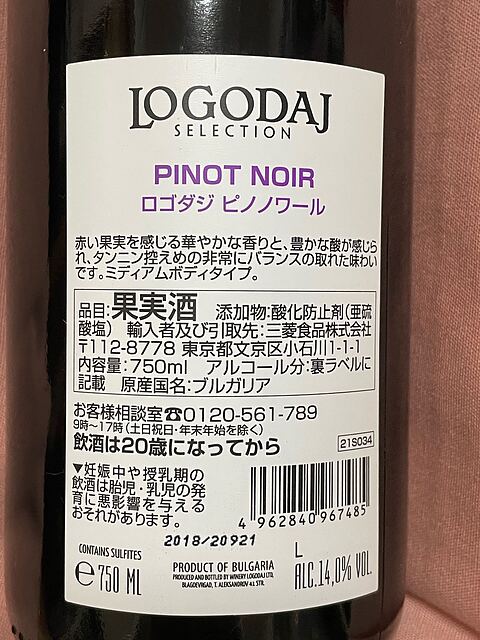 LOGODAJ
SELECTION
PINOT NOIR
ロゴダジ ピノノワール
赤い果実を感じる華やかな香りと、豊かな酸が感じら
れ、タンニン控えめの非常にバランスの取れた味わい
です。ミディアムボディタイプ。
品目:果実酒 添加物:酸化防止剤(亜硫
酸塩) 輸入者及び引取先:三菱食品株式会社
〒112-8778 東京都文京区小石川1-1-1
内容量:750ml アルコール分:裏ラベルに
記載 原産国名:ブルガリア
お客様相談室☎0120-561-789
9時~17時(土日祝日・年末年始を除く)
飲酒は20歳になってから
21S034
▼妊娠中や授乳期の
飲酒は胎児・乳児の発
育に悪影響を与える
おそれがあります。
4 962840 967485
2018/20921
CONTAINS SULFITES
e 750 ML
PRODUCT OF BULGARIA
PRODUCED AND BOTTLED BY WINERY LOGODAJ LTD.
BLAGOEVGRAD, T. ALEKSANDROV 41 STR.
L
ALC.14,0% VOL.